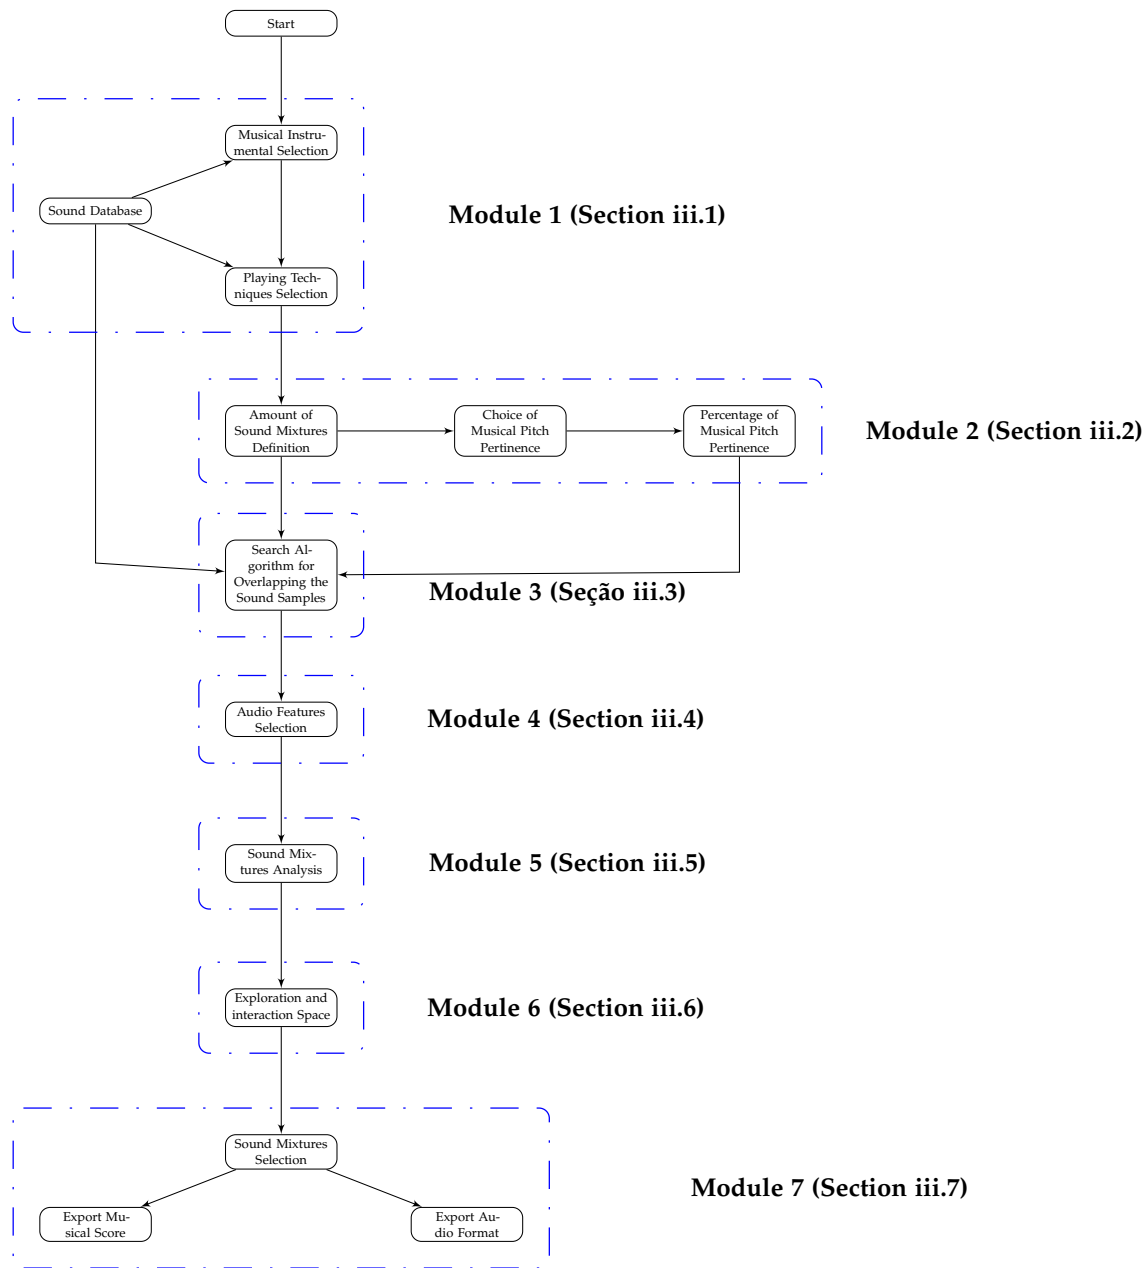 Start
Musical Instru-
mental Selection
Sound Database
Module 1 (Section iii.1)
Playing Tech-
niques Selection
Amount of
Sound Mixtures
Definition
Choice of
Musical Pitch
Pertinence
Percentage of
Musical Pitch
Pertinence
Module 2 (Section iii.2)
Search Al-
gorithm for
Overlapping the
Sound Samples
Module 3 (Seção iii.3)
Audio Features
Selection
Module 4 (Section iii.4)
Sound Mix-
tures Analysis
Module 5 (Section iii.5)
Exploration and
interaction Space
Module 6 (Section iii.6)
Sound Mixtures
Selection
Module 7 (Section iii.7)
Export Mu-
sical Score
Export Au-
dio Format